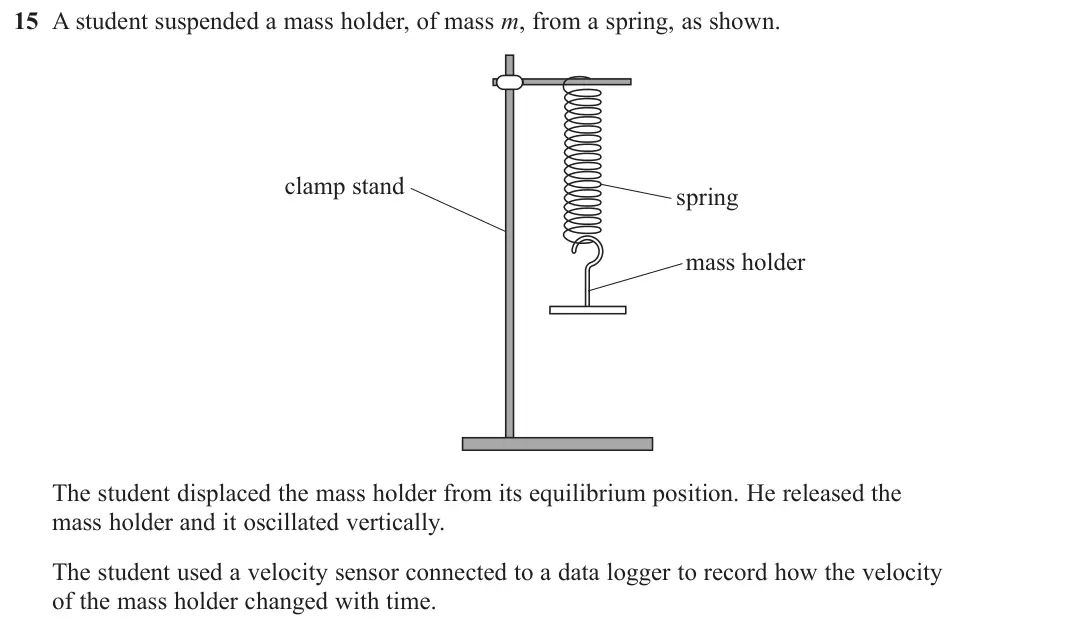 15 A student suspended a mass holder, of mass m, from a spring, as shown.
clamp stand
spring
mass holder
The student displaced the mass holder from its equilibrium position. He released the
mass holder and it oscillated vertically.
The student used a velocity sensor connected to a data logger to record how the velocity
of the mass holder changed with time.